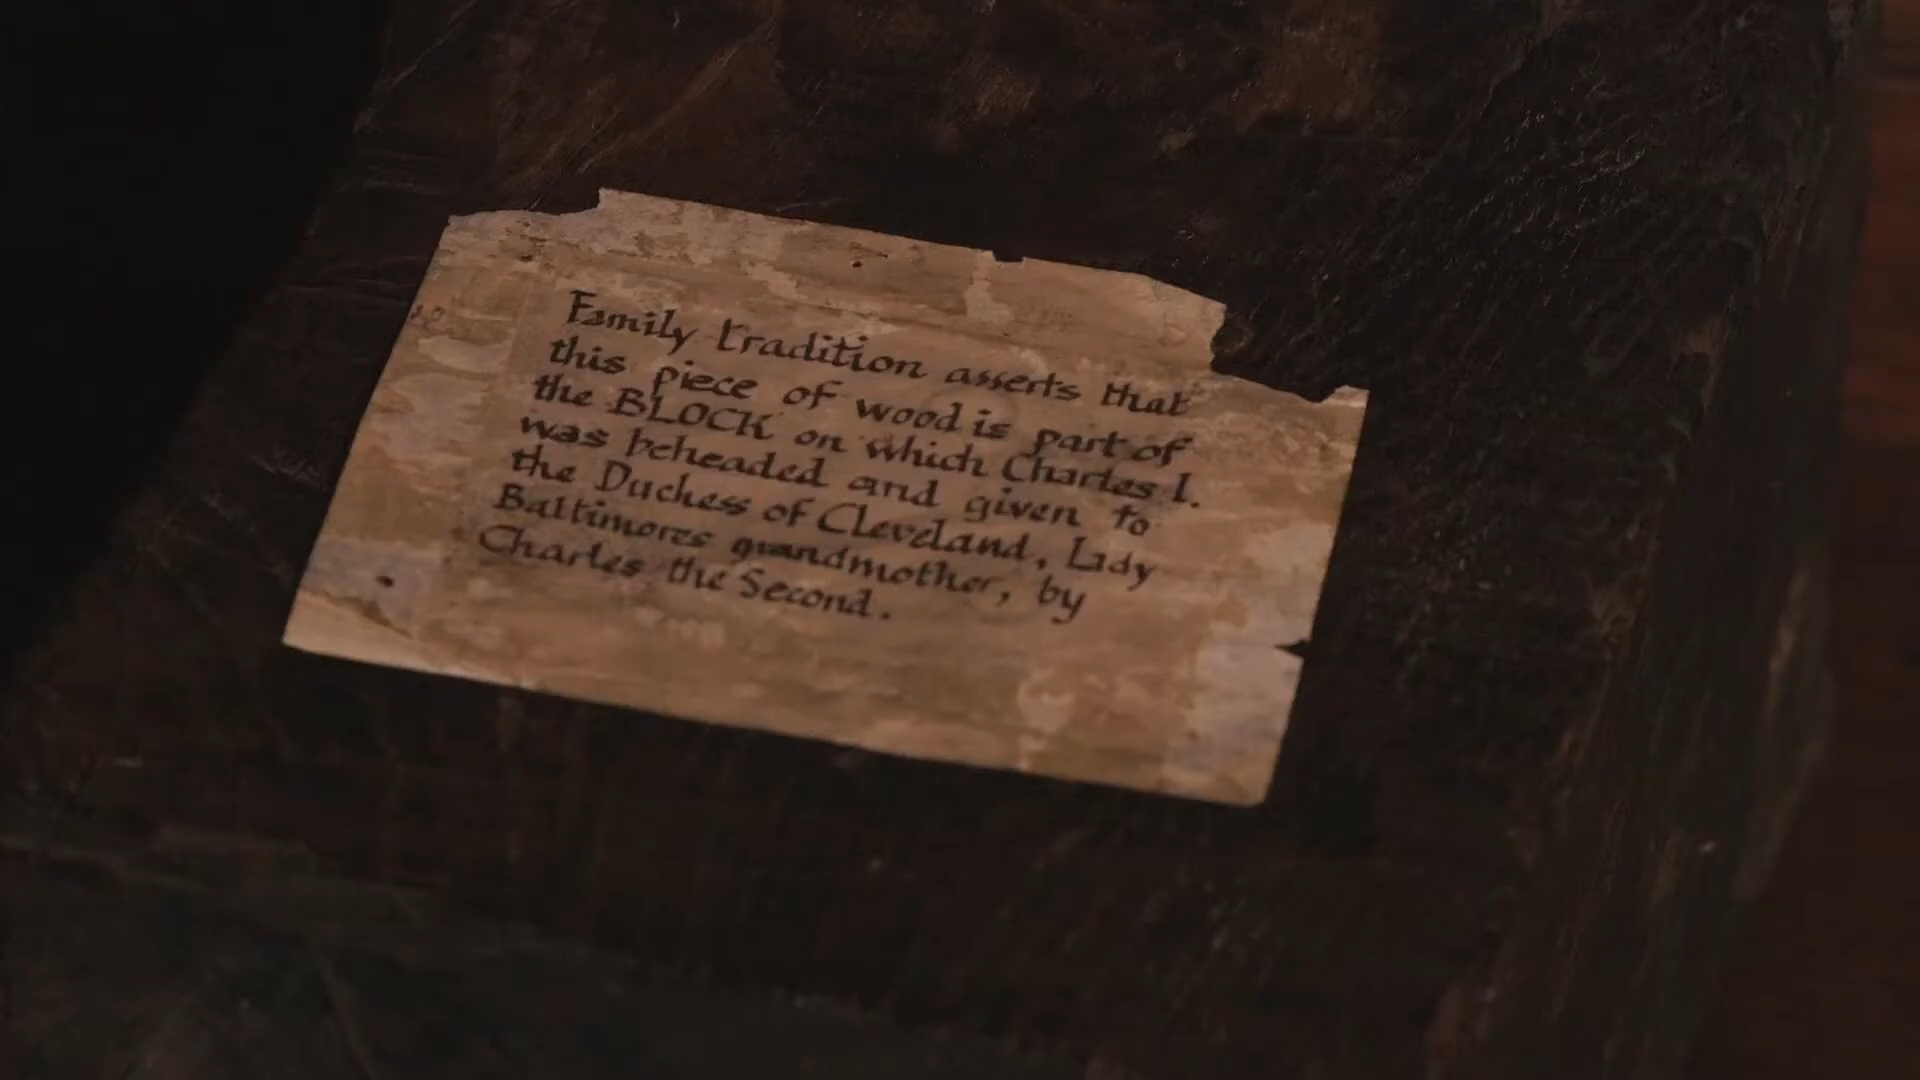 Family tradition asserts that
this piece of wood is part of
the BLOCK on which Charles I.
was beheaded and given to
the Duchess of Cleveland, Lady
Baltimores grandmother, by
Charles the Second.